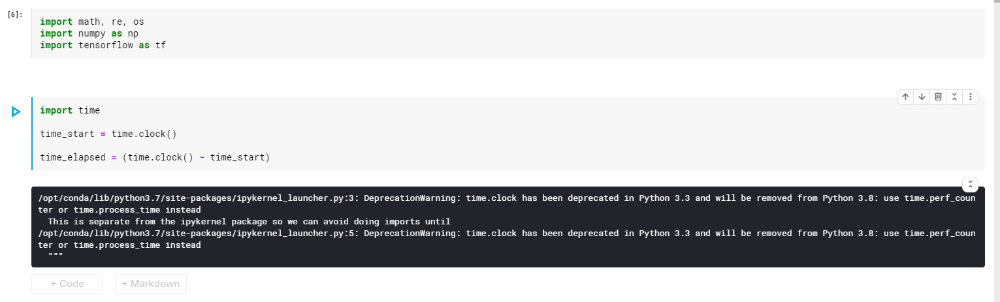 [6]:
import math, re, os
import numpy as np
import tensorflow as tf
import time
time_start = time.clock()
time_elapsed = (time.clock() - time_start)
/opt/conda/lib/python3.7/site-packages/ipykernel_launcher.py:3: DeprecationWarning: time.clock has been deprecated in Python 3.3 and will be removed from Python 3.8: use time.perf_coun
ter or time.process_time instead
  This is separate from the ipykernel package so we can avoid doing imports until
/opt/conda/lib/python3.7/site-packages/ipykernel_launcher.py:5: DeprecationWarning: time.clock has been deprecated in Python 3.3 and will be removed from Python 3.8: use time.perf_coun
ter or time.process_time instead
  """
+ Code + Markdown